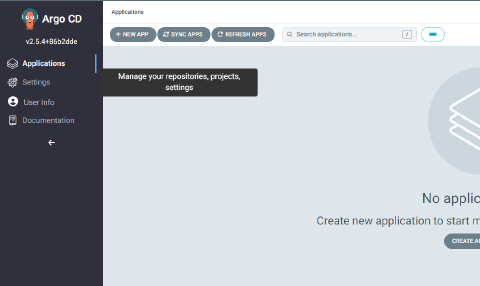 Argo CD
v2.5.4+86b2dde
Applications
Settings
User Info
Documentation
Applications
+ NEW APP
SYNC APPS
REFRESH APPS
Search applications...
/
Manage your repositories, projects,
settings
No applic
Create new application to start m
CREATE AP